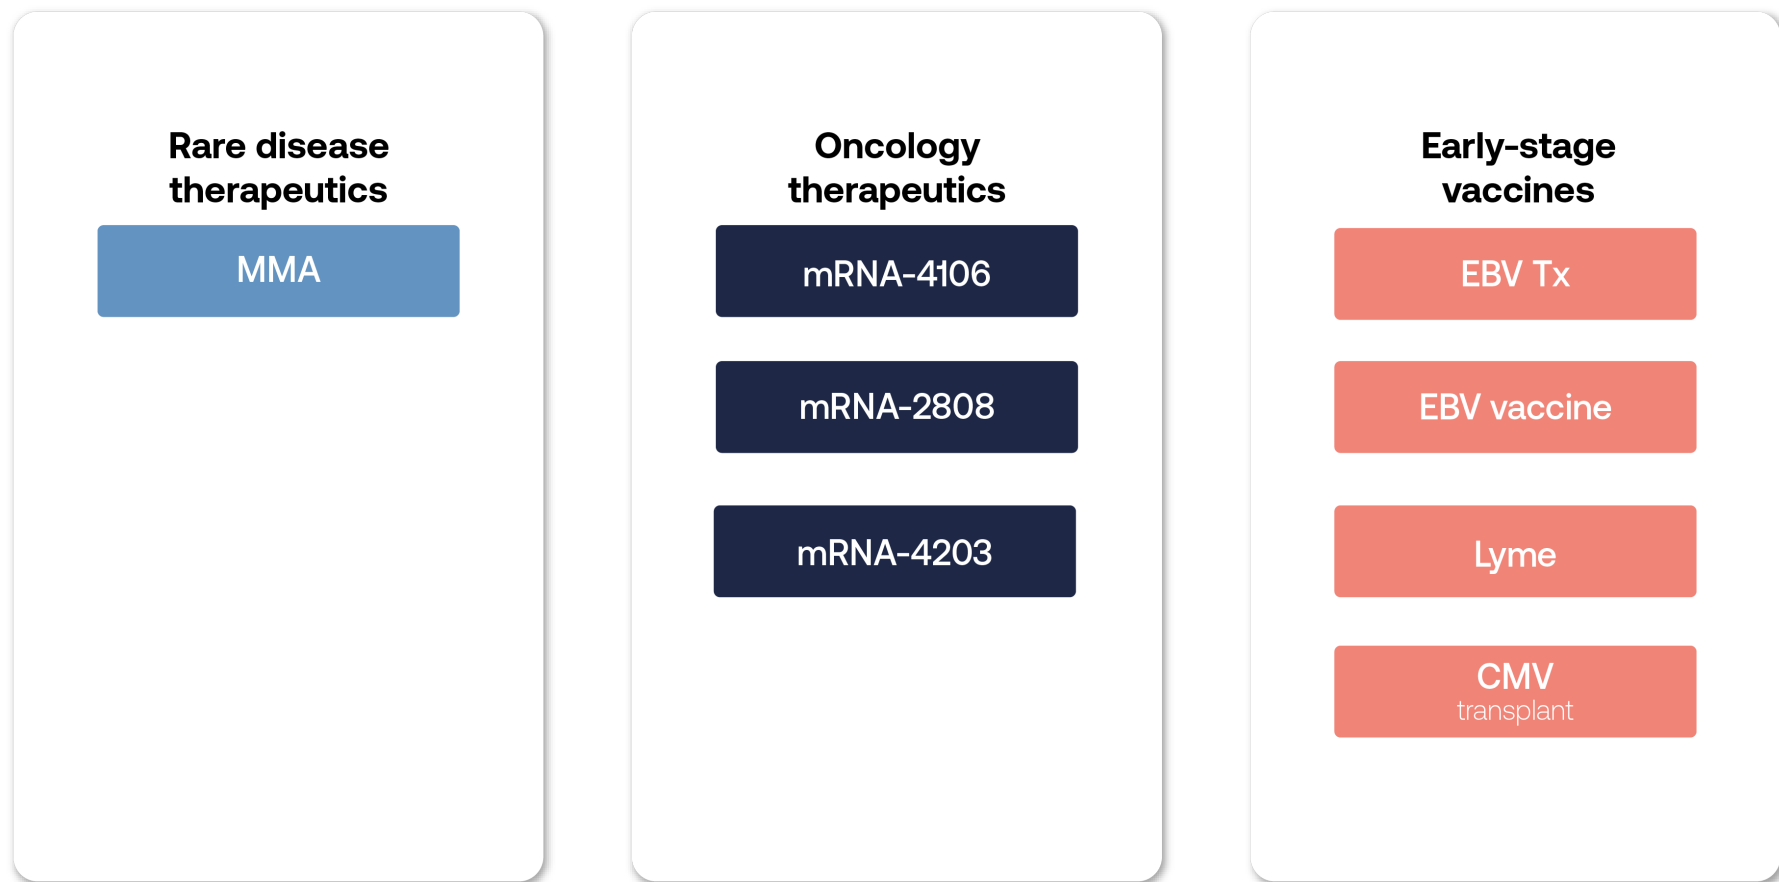 Rare disease
therapeutics
MMA
Oncology
therapeutics
mRNA-4106
mRNA-2808
mRNA-4203
Early-stage
vaccines
EBV Tx
EBV vaccine
Lyme
CMV
transplant